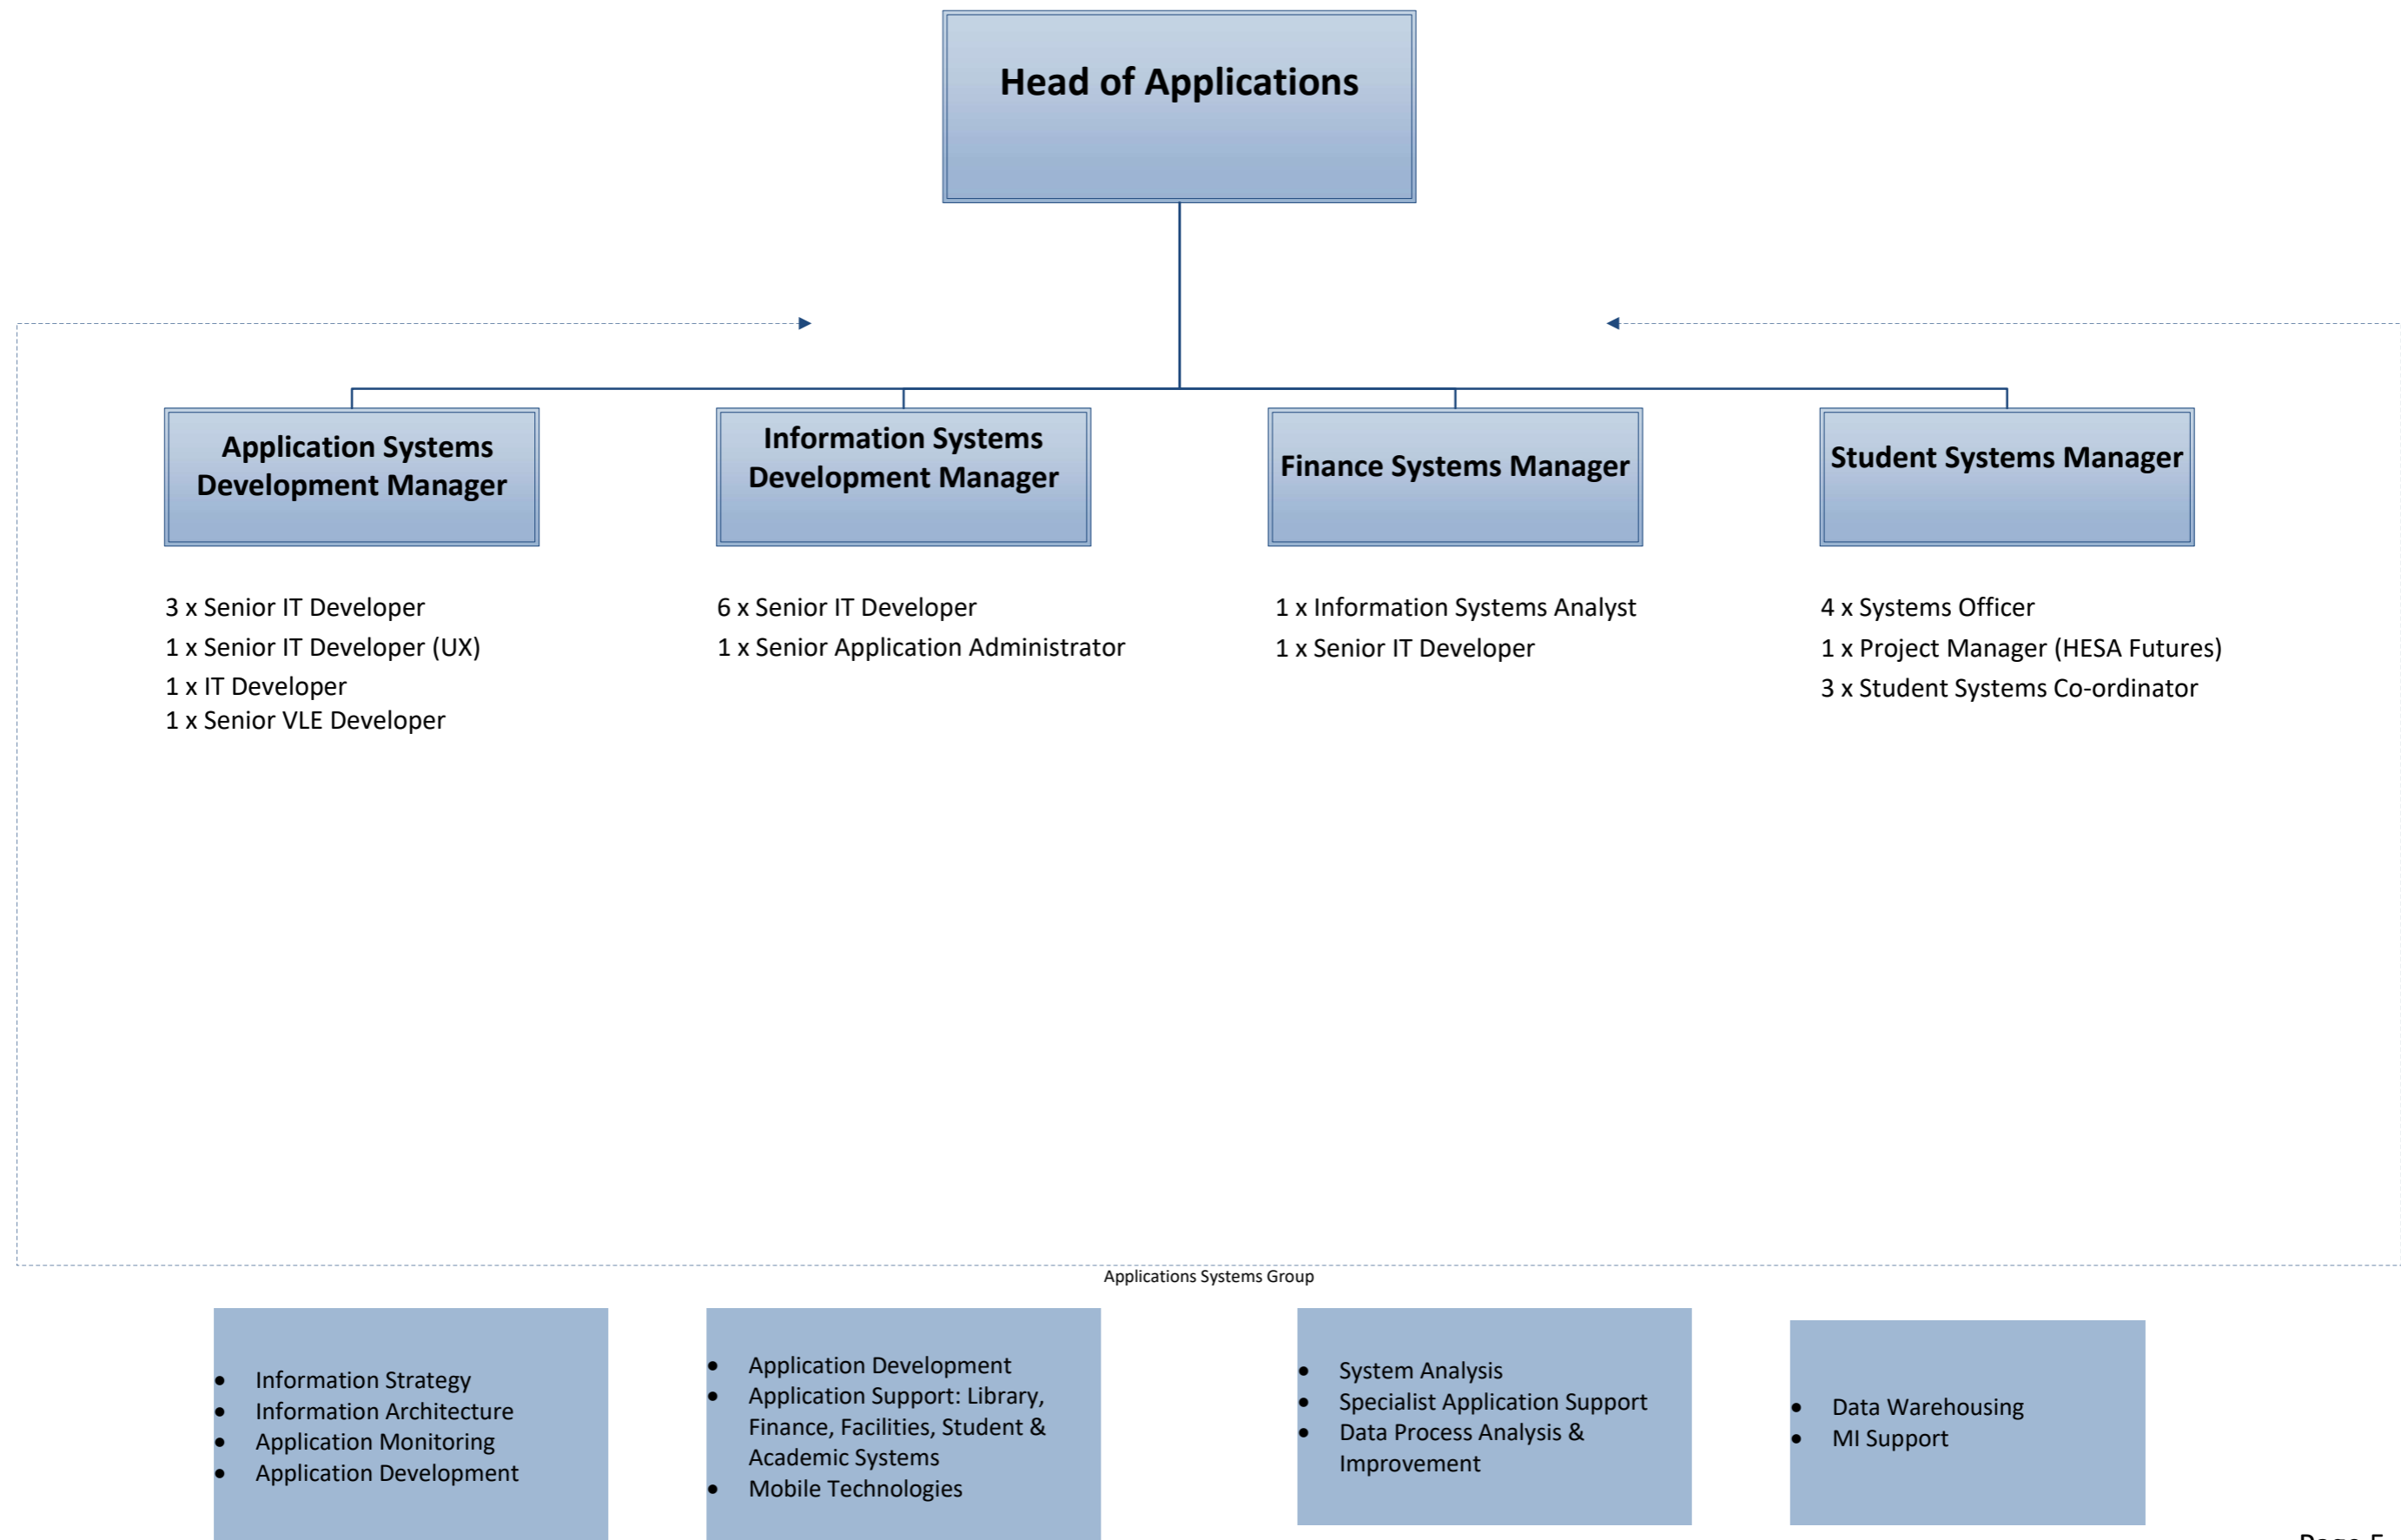 Head of Applications
Application Systems
Development Manager
Information Systems
Development Manager
Finance Systems Manager
Student Systems Manager
3 x Senior IT Developer
1 x Senior IT Developer (UX)
1 x IT Developer
1 x Senior VLE Developer
6 x Senior IT Developer
1 x Senior Application Administrator
1 x Information Systems Analyst
1 x Senior IT Developer
4 x Systems Officer
1 x Project Manager (HESA Futures)
3 x Student Systems Co-ordinator
Applications Systems Group
• Information Strategy
• Information Architecture
• Application Monitoring
• Application Development
• Application Development
• Application Support: Library,
Finance, Facilities, Student &
Academic Systems
• Mobile Technologies
• System Analysis
• Specialist Application Support
• Data Process Analysis &
Improvement
• Data Warehousing
• MI Support
Page 5